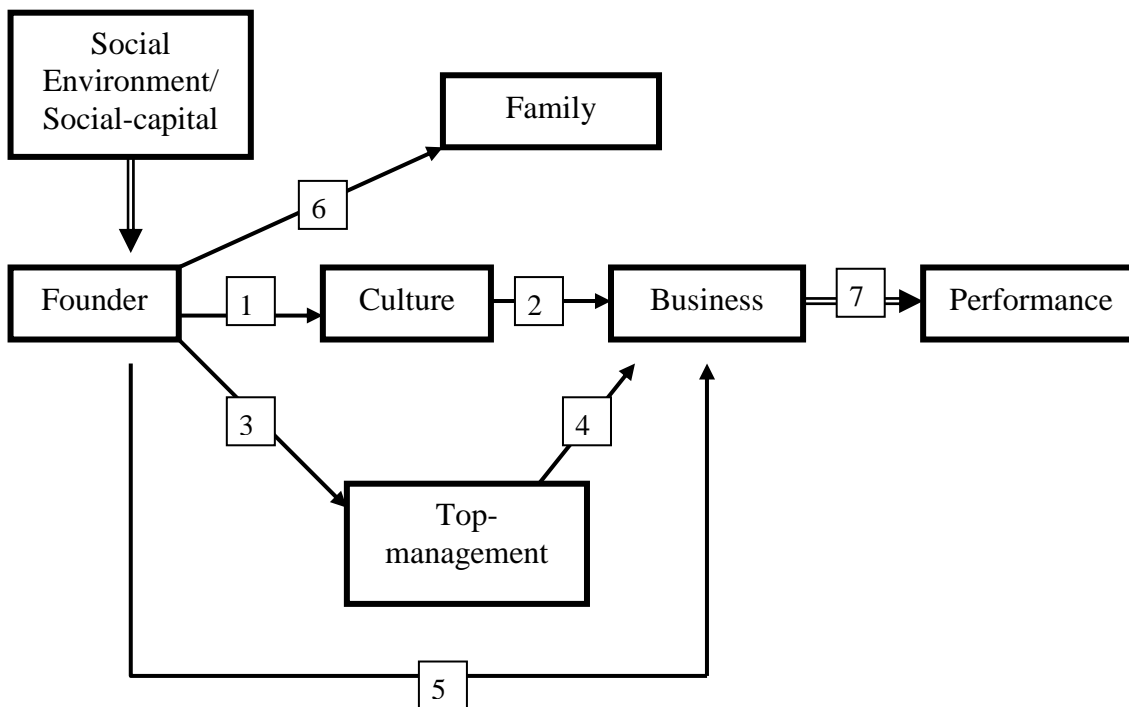 Social
Environment/
Social-capital
Family
6
Founder
1
Culture
2
Business
7
Performance
3
4
Top-
management
5